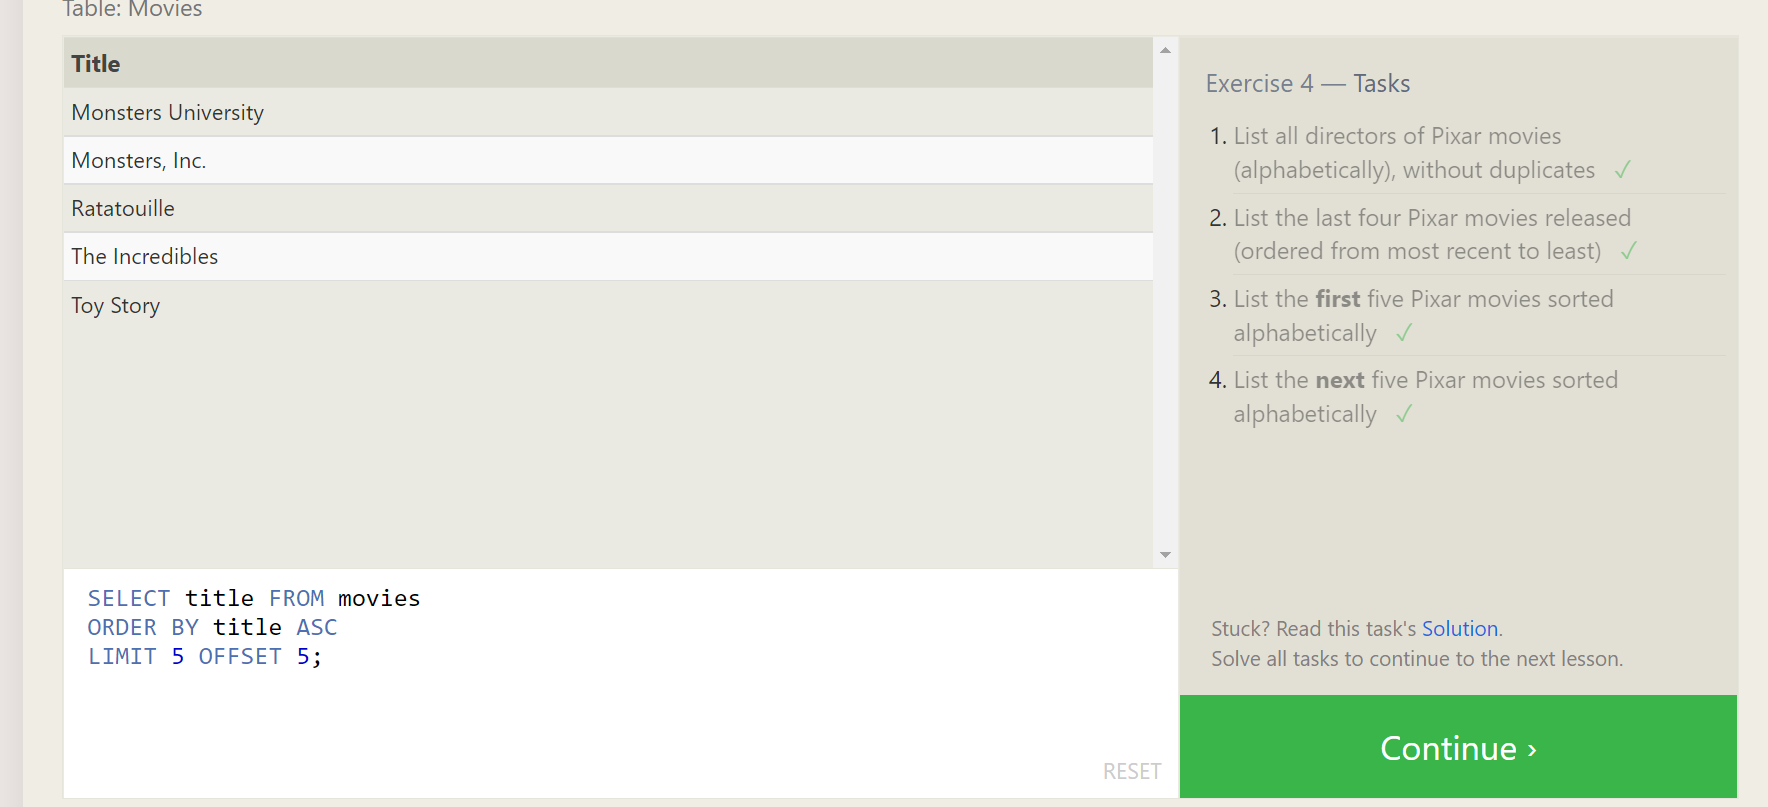 Table: Movies
Title
Monsters University
Monsters, Inc.
Ratatouille
The Incredibles
Toy Story
SELECT title FROM movies
ORDER BY title ASC
LIMIT 5 OFFSET 5;
RESET
Exercise 4 — Tasks
1. List all directors of Pixar movies
(alphabetically), without duplicates ✓
2. List the last four Pixar movies released
(ordered from most recent to least) ✓
3. List the first five Pixar movies sorted
alphabetically ✓
4. List the next five Pixar movies sorted
alphabetically ✓
Stuck? Read this task's Solution.
Solve all tasks to continue to the next lesson.
Continue ›